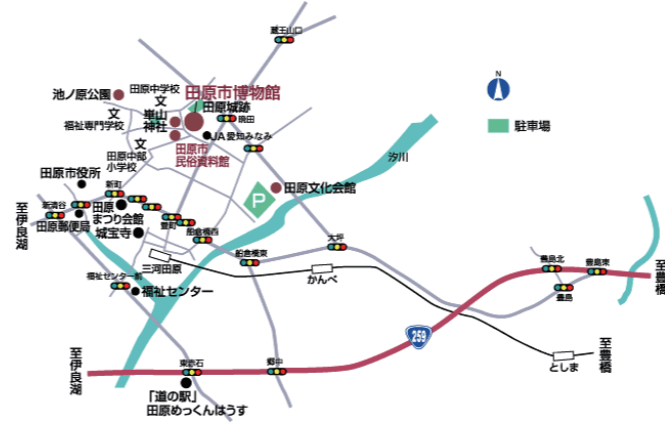 蔵王山口
N
駐車場
田原中学校
田原市博物館
池ノ原公園
文
田原城跡
文
福祉専門学校
崋山
神社
暁田
JA愛知みなみ
文
田原中部
小学校
田原市
民俗資料館
汐川
田原市役所
新町
田原文化会館
P
至伊良湖
新清谷
田原郵便局
田原
まつり会館
城宝寺
萱町
船倉橋西
船倉橋東
大坪
三河田原
かんべ
福祉センター前
福祉センター
豊島北
豊島東
豊島
至豊橋
259
至伊良湖
東赤石
郷中
としま
至豊橋
「道の駅」
田原めっくんはうす